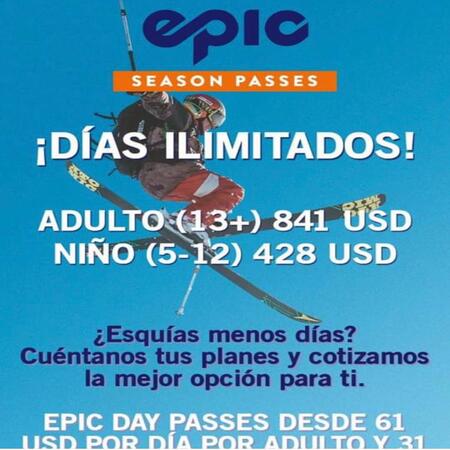 epic
SEASON PASSES
¡DÍAS ILIMITADOS!
ADULTO (13+) 841 USD
NIÑO (5-12) 428 USD
¿Esquías menos días?
Cuéntanos tus planes y cotizamos
la mejor opción para ti.
EPIC DAY PASSES DESDE 61
USD POR DÍA POR ADULTO Y 31